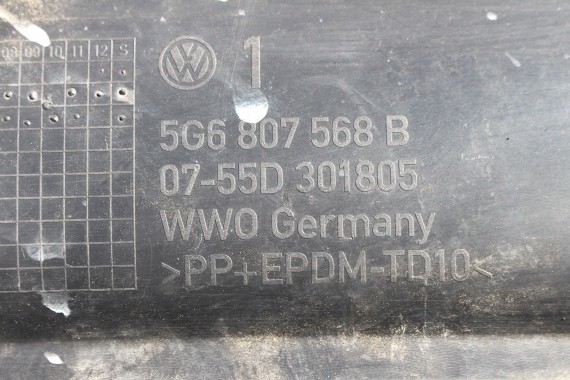 08 09 10 11 12 S
1
5G6 807 568 B
07-55D 301805
WWO Germany
>PP+EPDM-TD10<